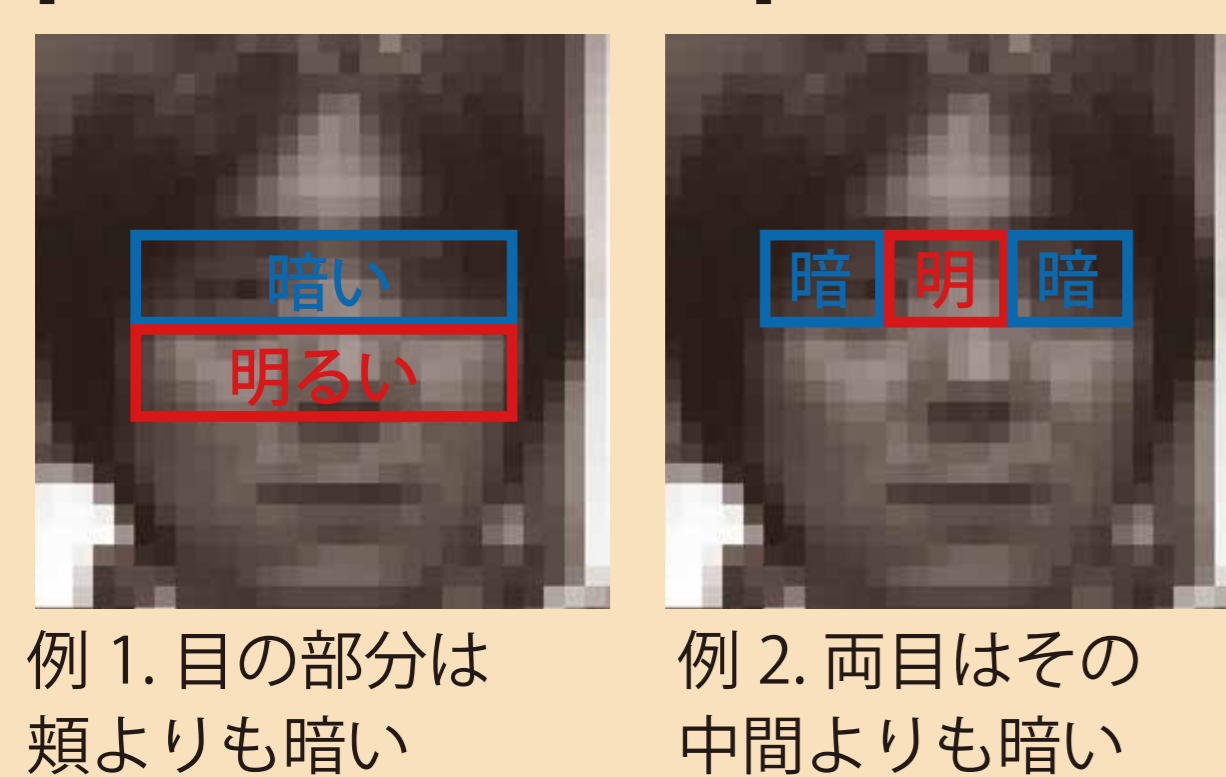 暗い
明るい
暗 明 暗
例 1. 目の部分は
頬よりも暗い
例 2. 両目はその
中間よりも暗い